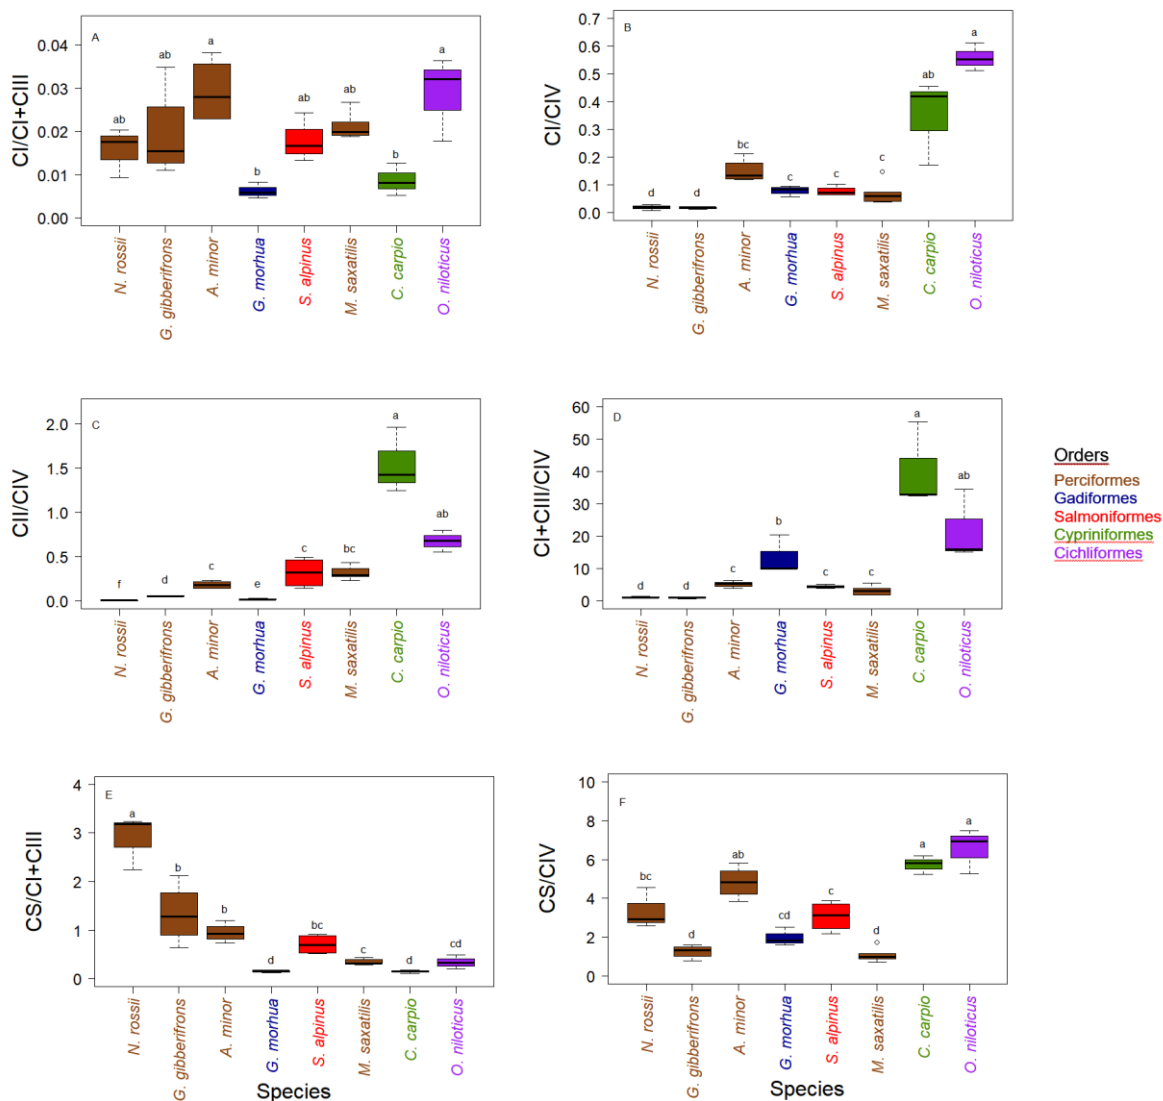 A
CI/CI+CIII
0.04
0.03
0.02
0.01
0.00
ab
ab
a
b
ab
ab
b
a
N. rossii
G. gibberifrons
A. minor
G. morhua
S. alpinus
M. saxatilis
C. carpio
O. niloticus
B
CI/CIV
0.7
0.6
0.5
0.4
0.3
0.2
0.1
0.0
d
d
bc
c
c
c
ab
a
N. rossii
G. gibberifrons
A. minor
G. morhua
S. alpinus
M. saxatilis
C. carpio
O. niloticus
C
CII/CIV
2.0
1.5
1.0
0.5
0.0
f
d
c
e
c
bc
a
ab
N. rossii
G. gibberifrons
A. minor
G. morhua
S. alpinus
M. saxatilis
C. carpio
O. niloticus
D
CI+CIII/CIV
60
50
40
30
20
10
0
d
d
c
b
c
c
a
ab
N. rossii
G. gibberifrons
A. minor
G. morhua
S. alpinus
M. saxatilis
C. carpio
O. niloticus
Orders
Perciformes
Gadiformes
Salmoniformes
Cypriniformes
Cichliformes
E
CS/CI+CIII
4
3
2
1
0
a
b
b
d
bc
c
d
cd
N. rossii
G. gibberifrons
A. minor
G. morhua
S. alpinus
M. saxatilis
C. carpio
O. niloticus
Species
F
CS/CIV
10
8
6
4
2
0
bc
d
ab
cd
c
d
a
a
N. rossii
G. gibberifrons
A. minor
G. morhua
S. alpinus
M. saxatilis
C. carpio
O. niloticus
Species